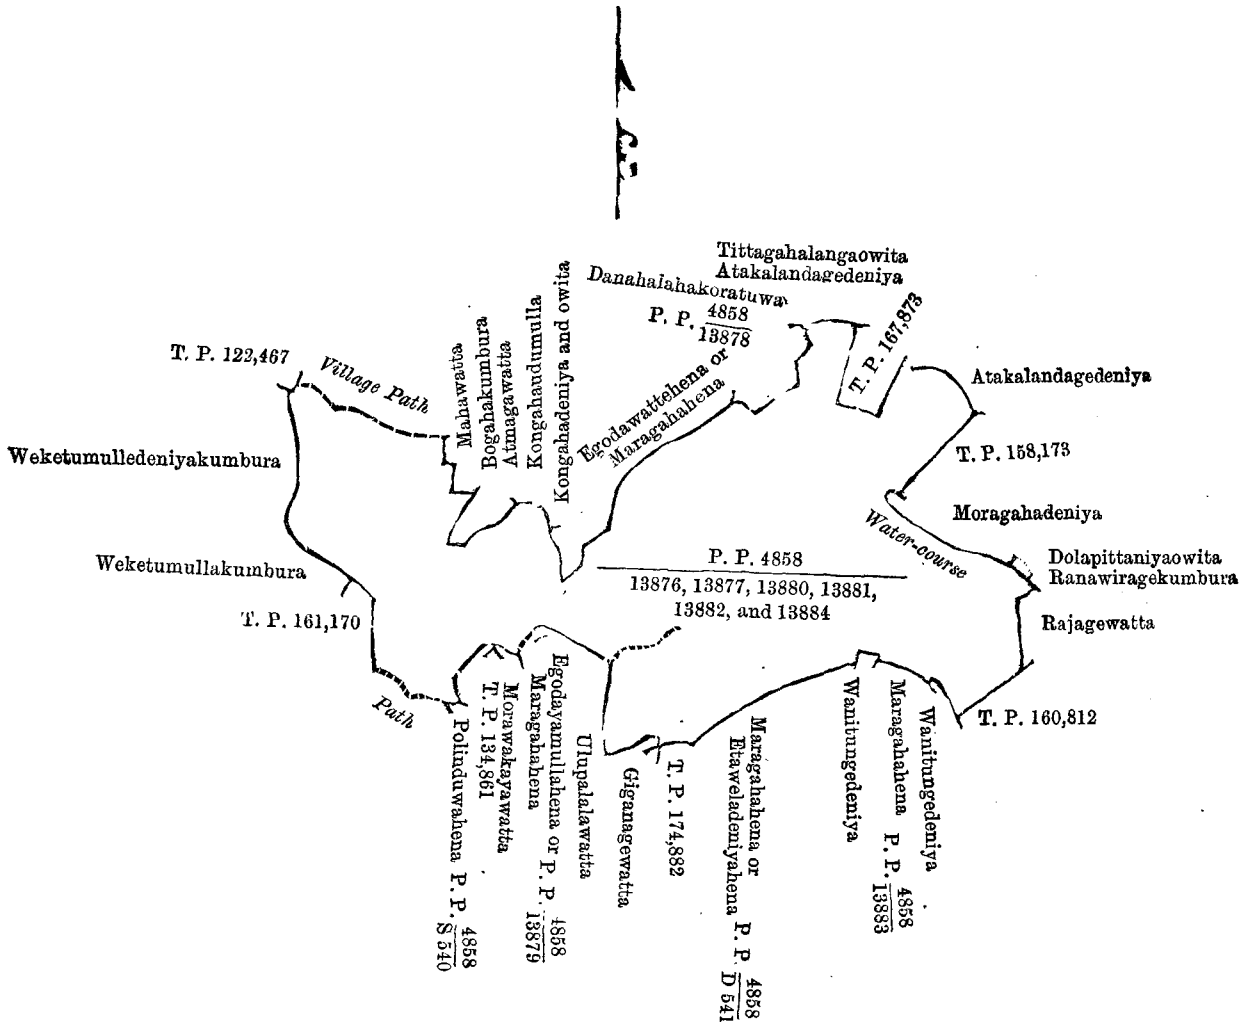 Tittagahalangaowita
Atakalandagedeniya
Danahalahakoratuwa
P. P. 4858
13878
T. P. 167,873
T. P. 122,467
Village Path
Mahawatta
Bogahakumbura
Atmagawatta
Kongahaudumulla
Kongahadeniya and owita
Egodawattehena or
Maragahahena
Atakalandagedeniya
Weketumulledeniyakumbura
T. P. 158,173
Moragahadeniya
Water-course
Weketumullakumbura
P. P. 4858
13876, 13877, 13880, 13881,
13882, and 13884
Dolapittaniyaowita
Ranawiragekumbura
T. P. 161,170
Rajagewatta
Path
T. P. 160,812
Polinduwahena P. P. 4858
S 540
T. P. 134,861
Morawakayawatta
Maragahahena
Egodayamullahena or P. P. 4858
13879
Ulupalalawatta
Giganagewatta
T. P. 174,882
Maragahahena or
Etaweladeniyahena P. P. 4858
D 541
Wanitungedeniya
Maragahahena P. P. 4858
13883
Wanitungedeniya